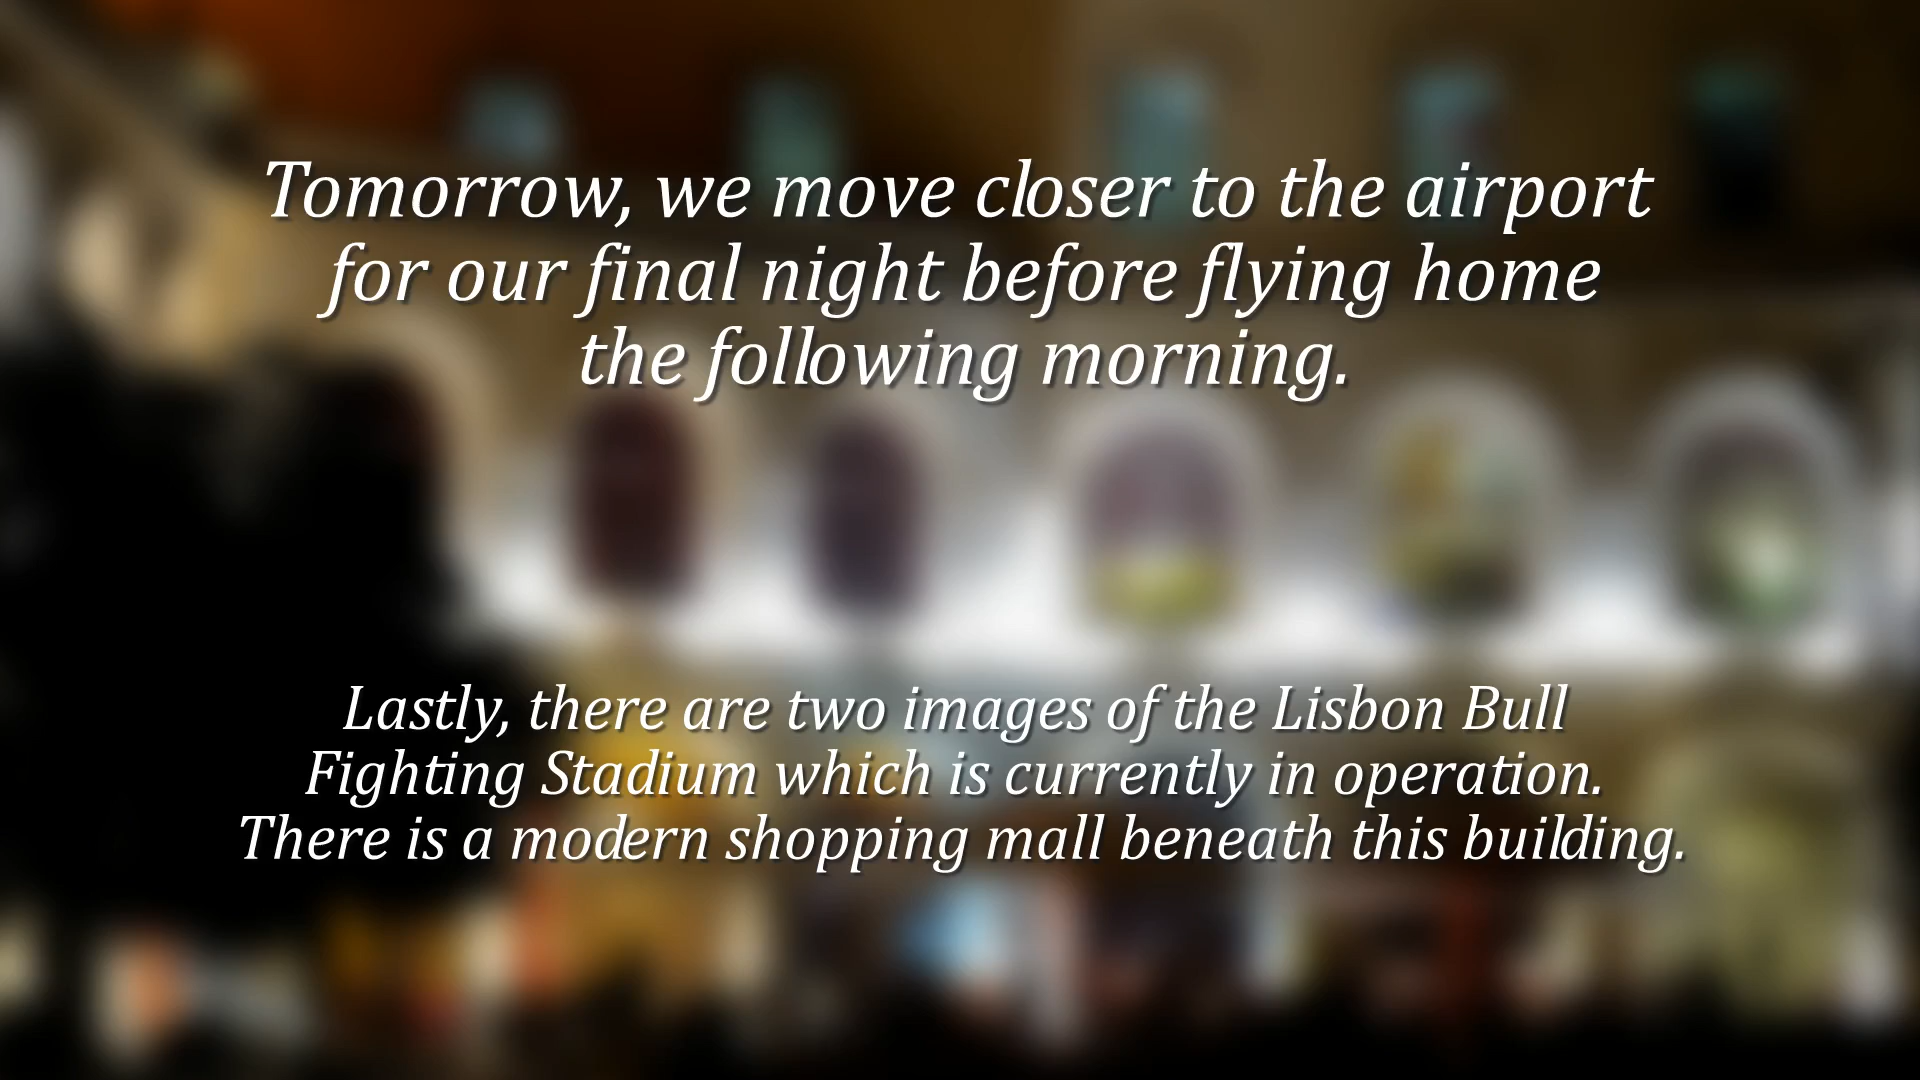 Tomorrow, we move closer to the airport
for our final night before flying home
the following morning.
Lastly, there are two images of the Lisbon Bull
Fighting Stadium which is currently in operation.
There is a modern shopping mall beneath this building.